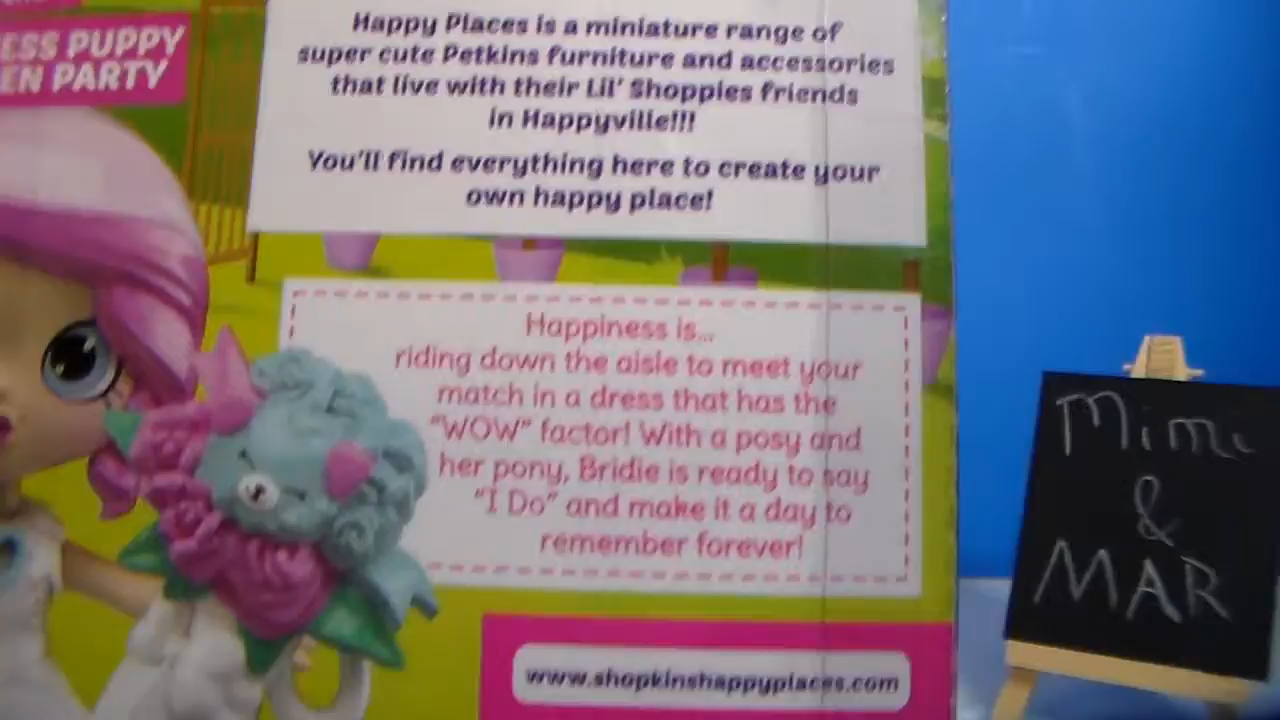 ESS PUPPY
EN PARTY
Happy Places is a miniature range of
super cute Petkins furniture and accessories
that live with their Lil' Shoppies friends
in Happyville!!!
You'll find everything here to create your
own happy place!
Happiness is...
riding down the aisle to meet your
match in a dress that has the
"WOW" factor! With a posy and
her pony, Bridie is ready to say
"I Do" and make it a day to
remember forever!
www.shopkinshappyplaces.com
Mimi
&
MAR